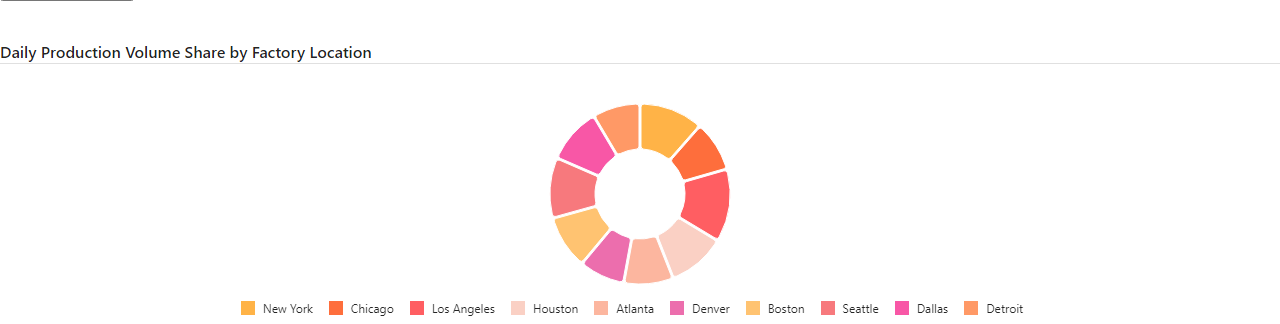 Daily Production Volume Share by Factory Location
New York Chicago Los Angeles Houston Atlanta Denver Boston Seattle Dallas Detroit